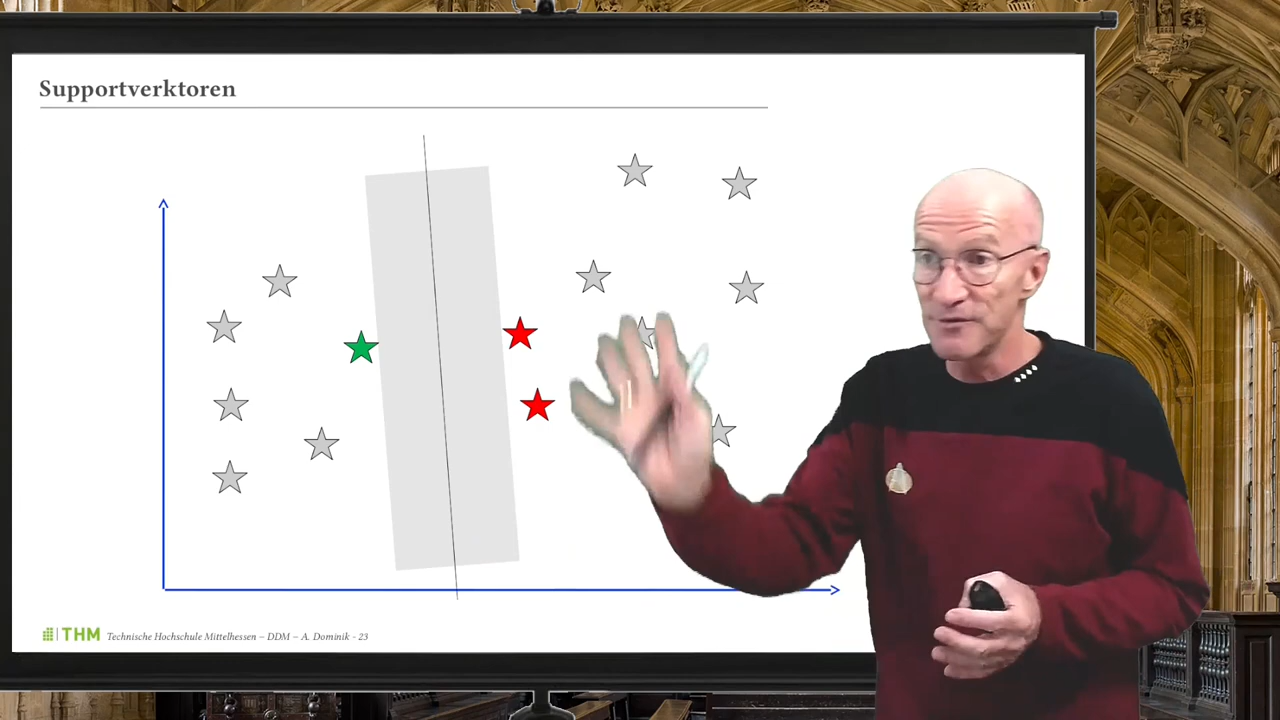 Supportverktoren
THM Technische Hochschule Mittelhessen – DDM – A. Dominik - 23